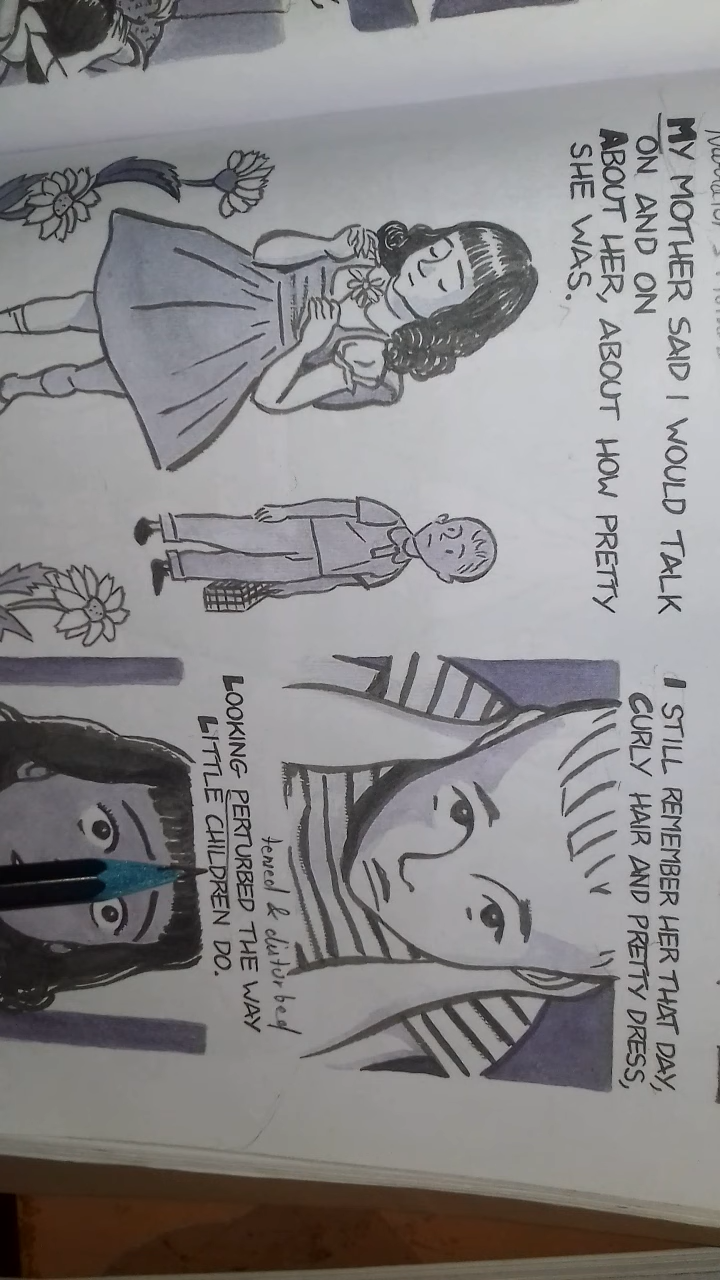 MY MOTHER SAID I WOULD TALK
ON AND ON
ABOUT HER, ABOUT HOW PRETTY
SHE WAS.
I STILL REMEMBER HER THAT DAY,
CURLY HAIR AND PRETTY DRESS,
& disturbed
LOOKING PERTURBED THE WAY
LITTLE CHILDREN DO.